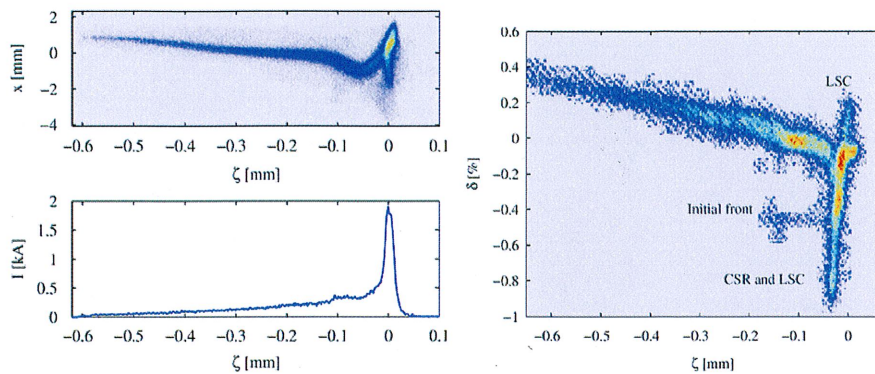 2
0
−2
−4
x [mm]
−0.6 −0.5 −0.4 −0.3 −0.2 −0.1 0 0.1
ζ [mm]
2
1.5
1
0.5
0
I [kA]
−0.6 −0.5 −0.4 −0.3 −0.2 −0.1 0 0.1
ζ [mm]
0.6
0.4
0.2
0
−0.2
−0.4
−0.6
−0.8
−1
δ [%]
LSC
Initial front
CSR and LSC
−0.6 −0.5 −0.4 −0.3 −0.2 −0.1 0
ζ [mm]